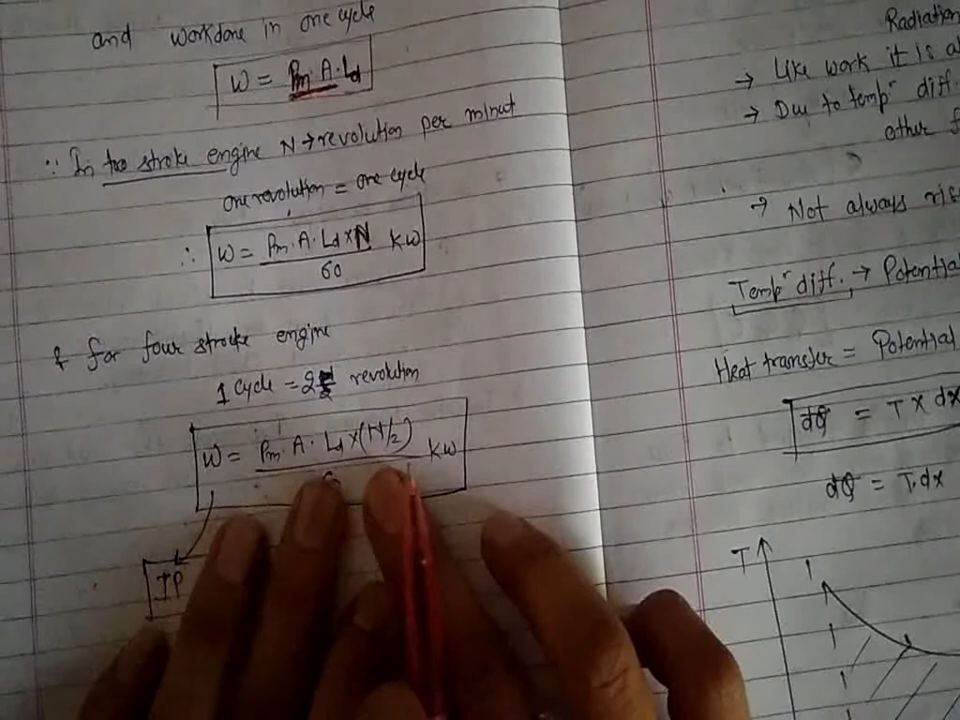 and workdone in one cycle
W = Pm. A. Ld
∴ In two stroke engine N → revolution per minut
one revolution = one cycle
∴ W = Pm. A. Ld × N / 60 KW
& for four stroke engine
1 cycle = 2 revolution
W = Pm. A. Ld × (N/2) KW
IP
Radiation
→ Like work it is
→ Due to tempr diff.
other
→ Not always
Tempr diff. → Potential
Heat transfer = Potential
dQ = T × dx
dQ = T. dx
T